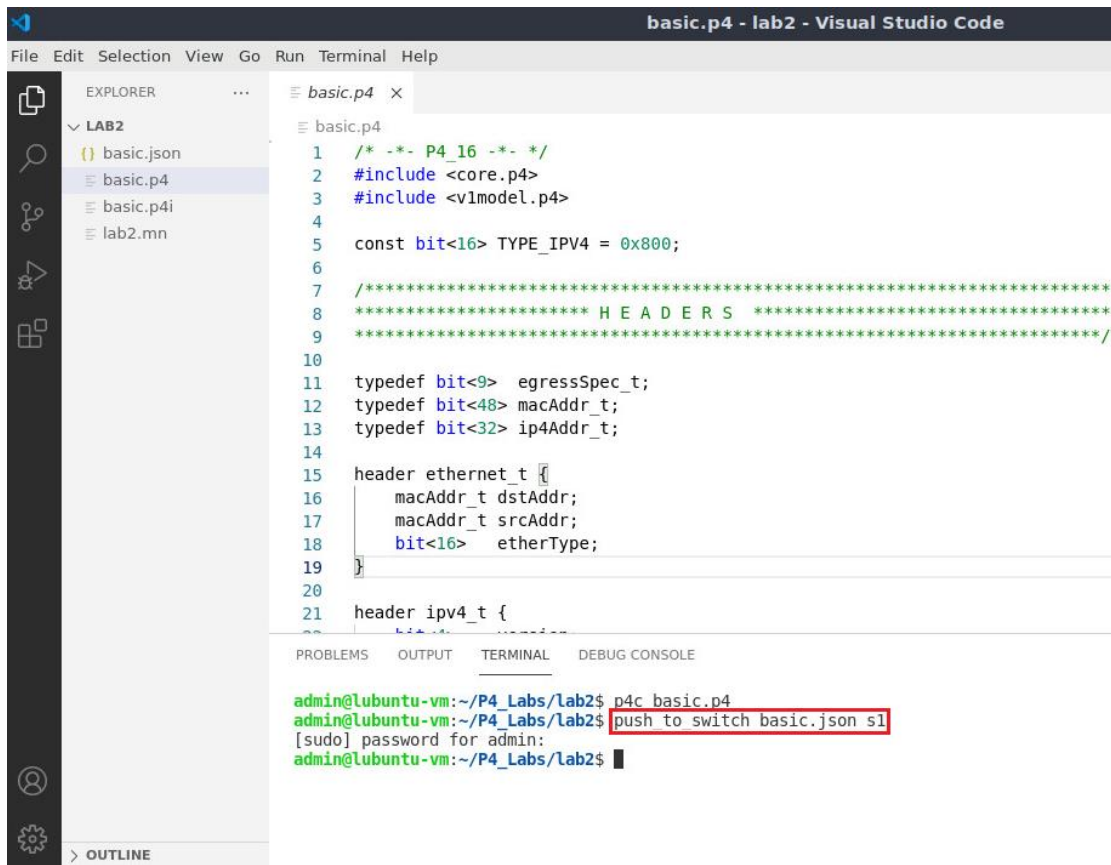 basic.p4 - lab2 - Visual Studio Code
File Edit Selection View Go Run Terminal Help
EXPLORER ...
basic.p4 ×
LAB2
{} basic.json
basic.p4
basic.p4i
lab2.mn
basic.p4
1 /* -*- P4_16 -*- */
2 #include <core.p4>
3 #include <v1model.p4>
4
5 const bit<16> TYPE_IPV4 = 0x800;
6
7 /*************************************************************************
8 *********************** H E A D E R S ***********************************
9 *************************************************************************/
10
11 typedef bit<9>  egressSpec_t;
12 typedef bit<48> macAddr_t;
13 typedef bit<32> ip4Addr_t;
14
15 header ethernet_t {
16     macAddr_t dstAddr;
17     macAddr_t srcAddr;
18     bit<16>   etherType;
19 }
20
21 header ipv4_t {
PROBLEMS OUTPUT TERMINAL DEBUG CONSOLE
admin@lubuntu-vm:~/P4_Labs/lab2$ p4c basic.p4
admin@lubuntu-vm:~/P4_Labs/lab2$ push_to_switch basic.json s1
[sudo] password for admin:
admin@lubuntu-vm:~/P4_Labs/lab2$
> OUTLINE